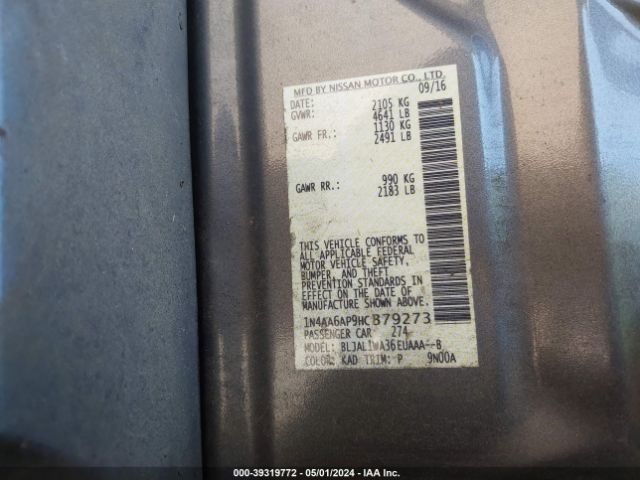 MFD BY NISSAN MOTOR CO., LTD.
DATE: 09/16
GVWR: 2105 KG
4641 LB
GAWR FR.: 1130 KG
2491 LB
GAWR RR.: 990 KG
2183 LB
THIS VEHICLE CONFORMS TO
ALL APPLICABLE FEDERAL
MOTOR VEHICLE SAFETY,
BUMPER, AND THEFT
PREVENTION STANDARDS IN
EFFECT ON THE DATE OF
MANUFACTURE SHOWN ABOVE.
1N4AA6AP9HC379273
PASSENGER CAR 274
MODEL: BLJAL1WA36EUAAA--B
COLOR: KAD TRIM: P 9N00A
000-39319772 - 05/01/2024 - IAA Inc.